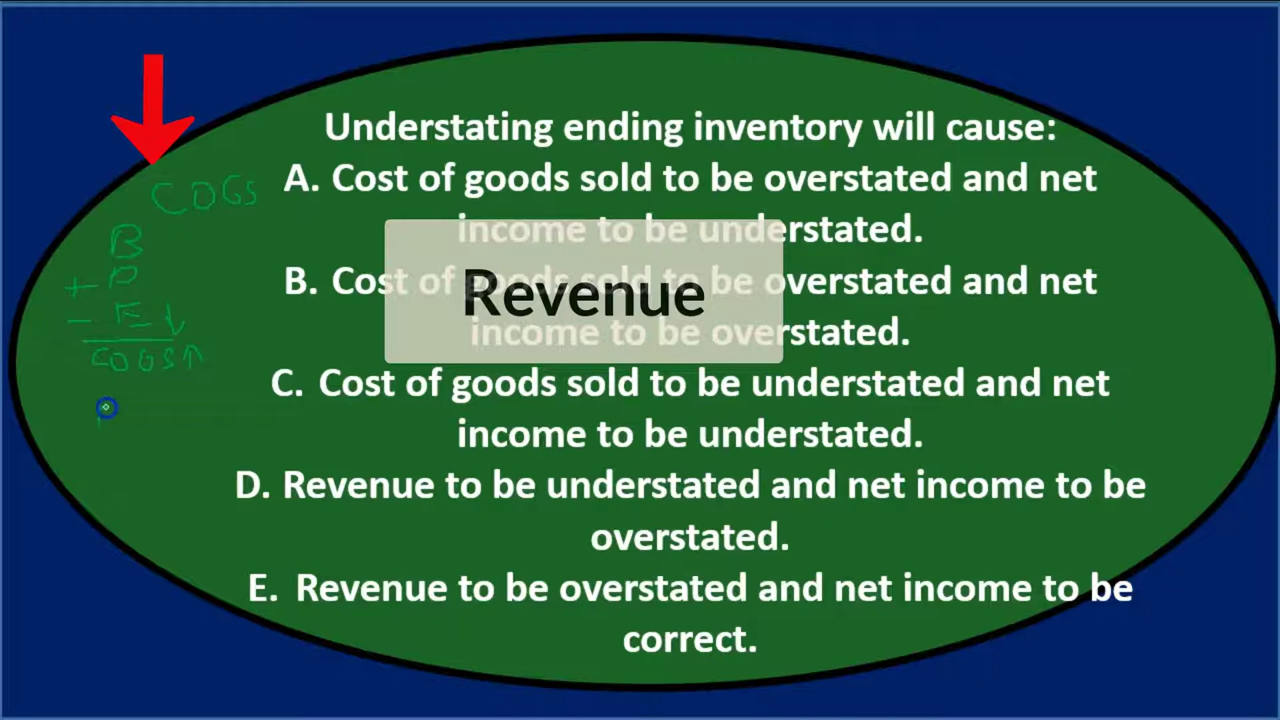 Understating ending inventory will cause:
A. Cost of goods sold to be overstated and net
income to be understated.
B. Cost of goods sold to be overstated and net
income to be overstated.
C. Cost of goods sold to be understated and net
income to be understated.
D. Revenue to be understated and net income to be
overstated.
E. Revenue to be overstated and net income to be
correct.
Revenue
COGS
B
+ P
- E ↓
COGS ↑